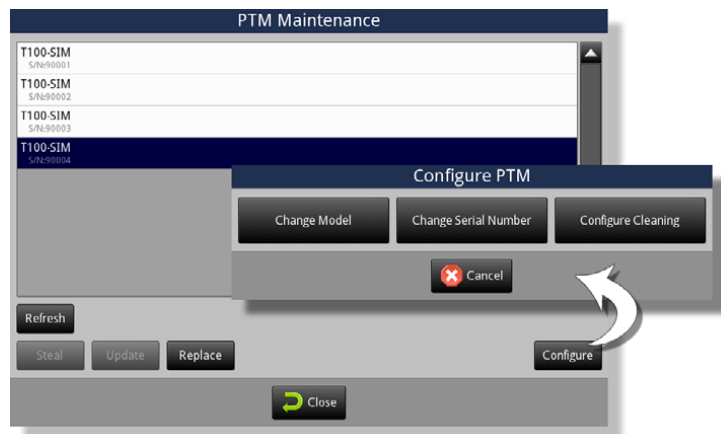 PTM Maintenance
T100-SIM
S/N:90001
T100-SIM
S/N:90002
T100-SIM
S/N:90003
T100-SIM
S/N:90004
Configure PTM
Change Model
Change Serial Number
Configure Cleaning
Cancel
Refresh
Steal
Update
Replace
Configure
Close